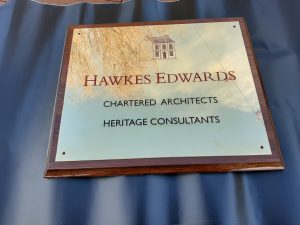 HAWKES EDWARDS
CHARTERED ARCHITECTS
HERITAGE CONSULTANTS